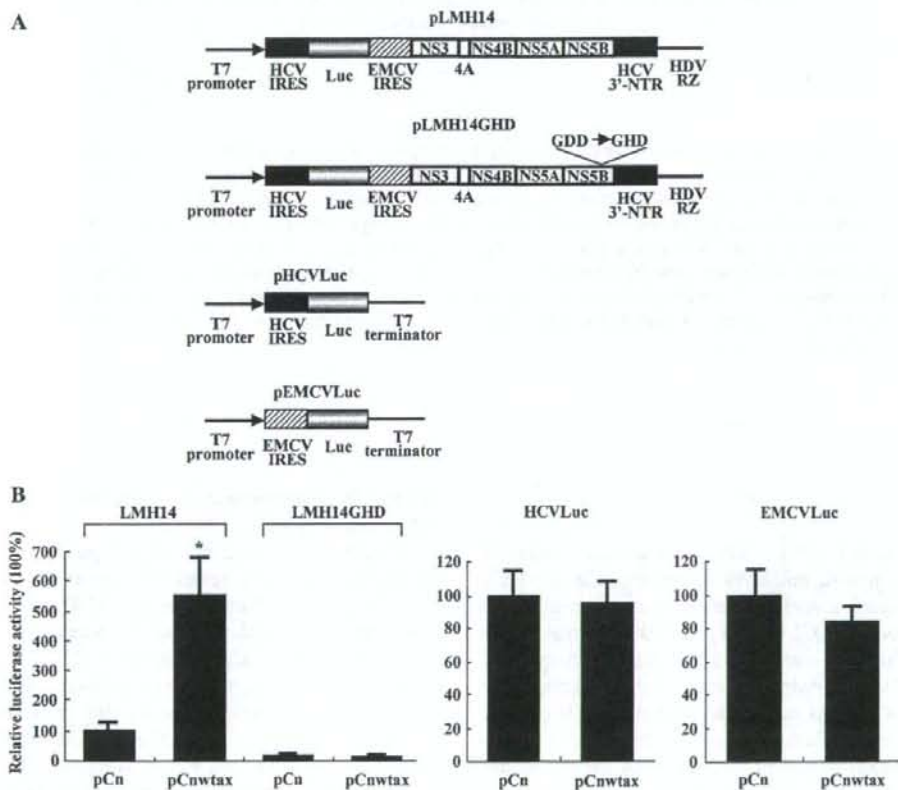 A
pLMH14
NS3 NS4B NS5A NS5B
T7 promoter HCV IRES Luc EMCV IRES 4A HCV 3'-NTR HDV RZ
pLMH14GHD
GDD GHD
NS3 NS4B NS5A NS5B
T7 promoter HCV IRES Luc EMCV IRES 4A HCV 3'-NTR HDV RZ
pHCVLuc
T7 promoter HCV IRES Luc T7 terminator
pEMCVLuc
T7 promoter EMCV IRES Luc T7 terminator
B
LMH14 LMH14GHD HCVLuc EMCVLuc
Relative luciferase activity (100%)
700
600
500
400
300
200
100
0
*
pCn pCnwtax pCn pCnwtax
120
100
80
60
40
20
0
pCn pCnwtax
120
100
80
60
40
20
0
pCn pCnwtax